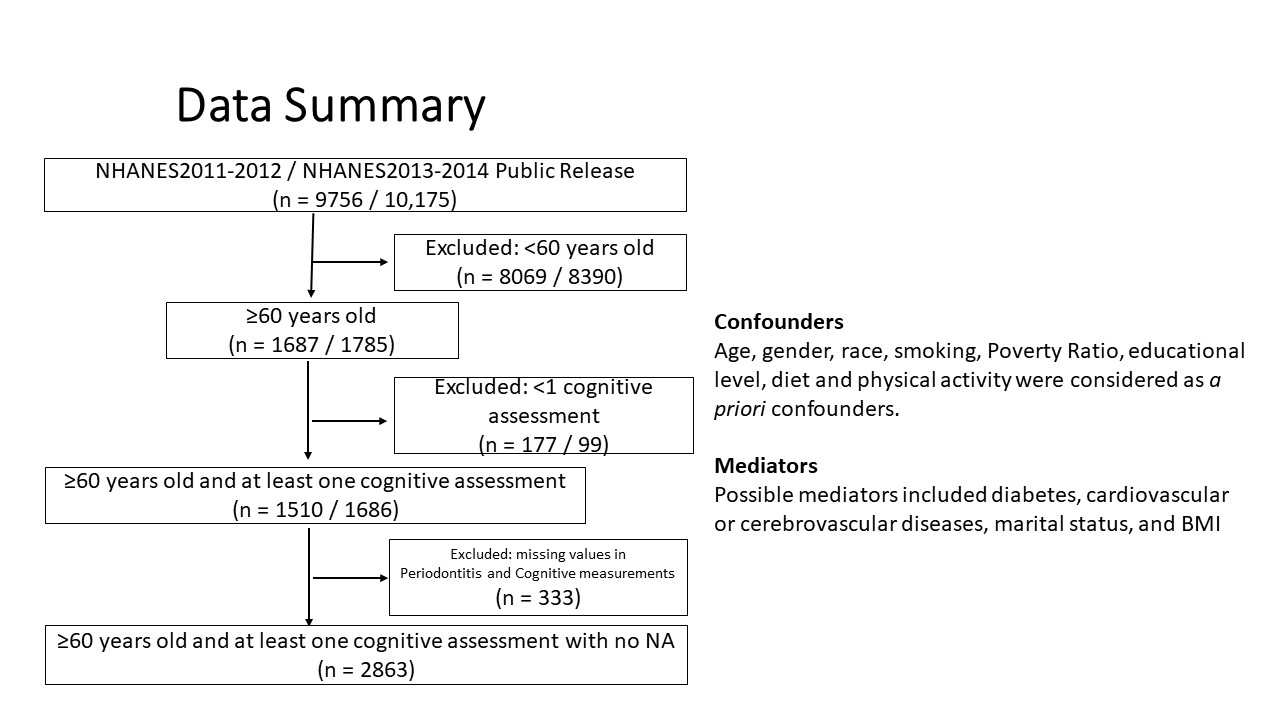 Data Summary
NHANES2011-2012 / NHANES2013-2014 Public Release
(n = 9756 / 10,175)
Excluded: <60 years old
(n = 8069 / 8390)
≥60 years old
(n = 1687 / 1785)
Excluded: <1 cognitive
assessment
(n = 177 / 99)
≥60 years old and at least one cognitive assessment
(n = 1510 / 1686)
Excluded: missing values in
Periodontitis and Cognitive measurements
(n = 333)
≥60 years old and at least one cognitive assessment with no NA
(n = 2863)
Confounders
Age, gender, race, smoking, Poverty Ratio, educational
level, diet and physical activity were considered as a
priori confounders.
Mediators
Possible mediators included diabetes, cardiovascular
or cerebrovascular diseases, marital status, and BMI